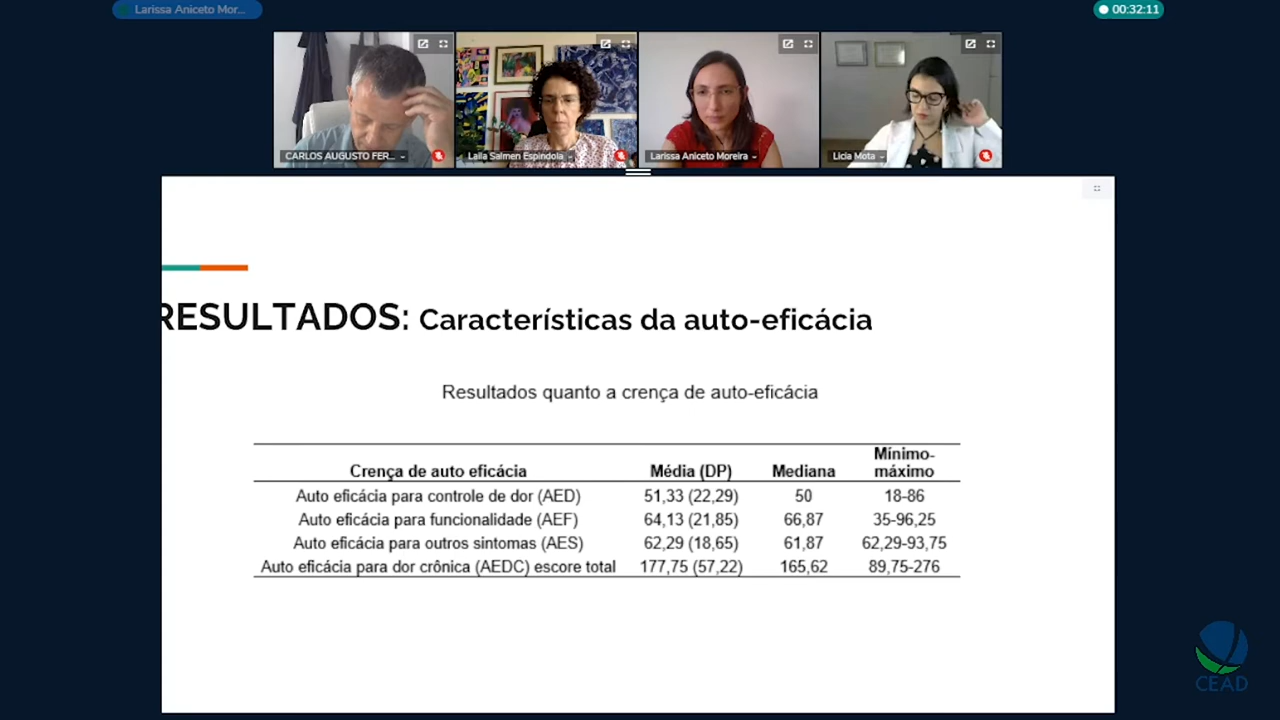 Larissa Aniceto Mor...
00:32:11
CARLOS AUGUSTO FER...
Laila Salmen Espindola
Larissa Aniceto Moreira
Licia Mota
RESULTADOS: Características da auto-eficácia
Resultados quanto a crença de auto-eficácia
Crença de auto eficácia Média (DP) Mediana Mínimo-
máximo
Auto eficácia para controle de dor (AED) 51,33 (22,29) 50 18-86
Auto eficácia para funcionalidade (AEF) 64,13 (21,85) 66,87 35-96,25
Auto eficácia para outros sintomas (AES) 62,29 (18,65) 61,87 62,29-93,75
Auto eficácia para dor crônica (AEDC) escore total 177,75 (57,22) 165,62 89,75-276
CEAD